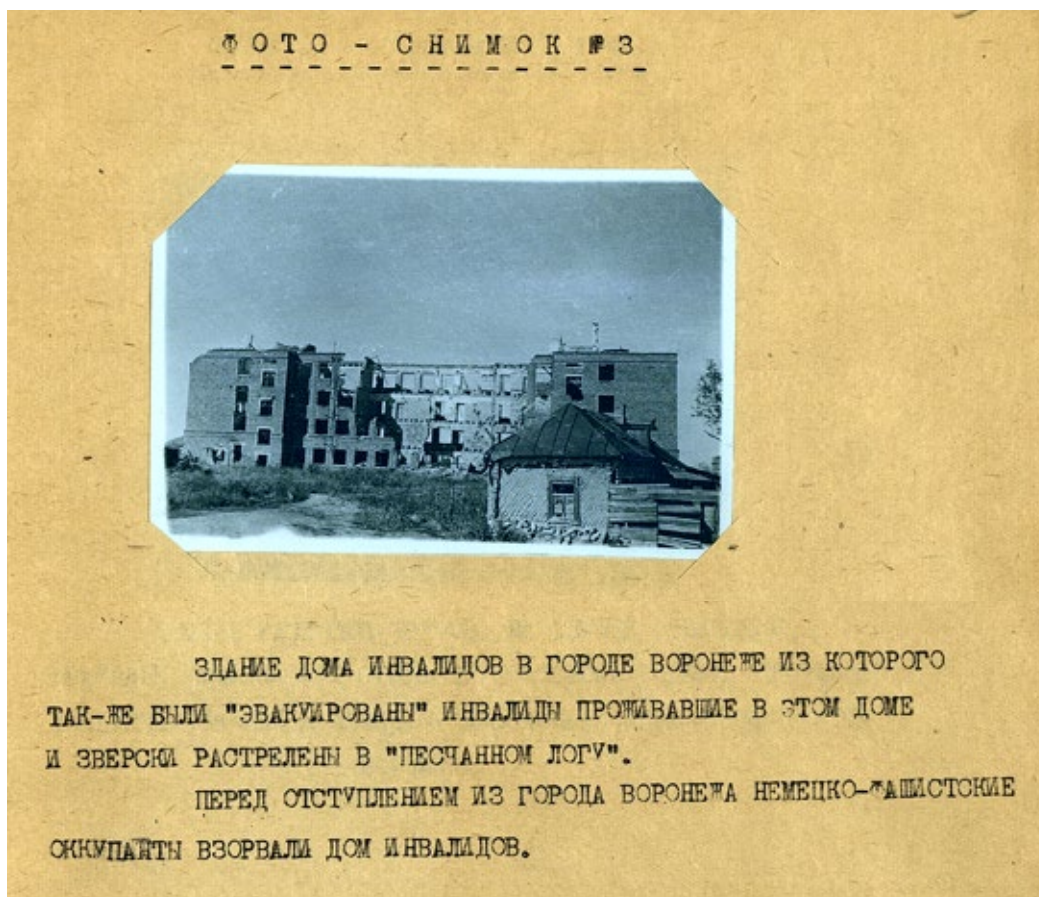 ФОТО - СНИМОК №3
ЗДАНИЕ ДОМА ИНВАЛИДОВ В ГОРОДЕ ВОРОНЕЖЕ ИЗ КОТОРОГО
ТАК-ЖЕ БЫЛИ "ЭВАКУИРОВАНЫ" ИНВАЛИДЫ ПРОЖИВАВШИЕ В ЭТОМ ДОМЕ
И ЗВЕРСКИ РАСТРЕЛЕНЫ В "ПЕСЧАННОМ ЛОГУ".
ПЕРЕД ОТСТУПЛЕНИЕМ ИЗ ГОРОДА ВОРОНЕЖА НЕМЕЦКО-ФАШИСТСКИЕ
ОККУПАНТЫ ВЗОРВАЛИ ДОМ ИНВАЛИДОВ.